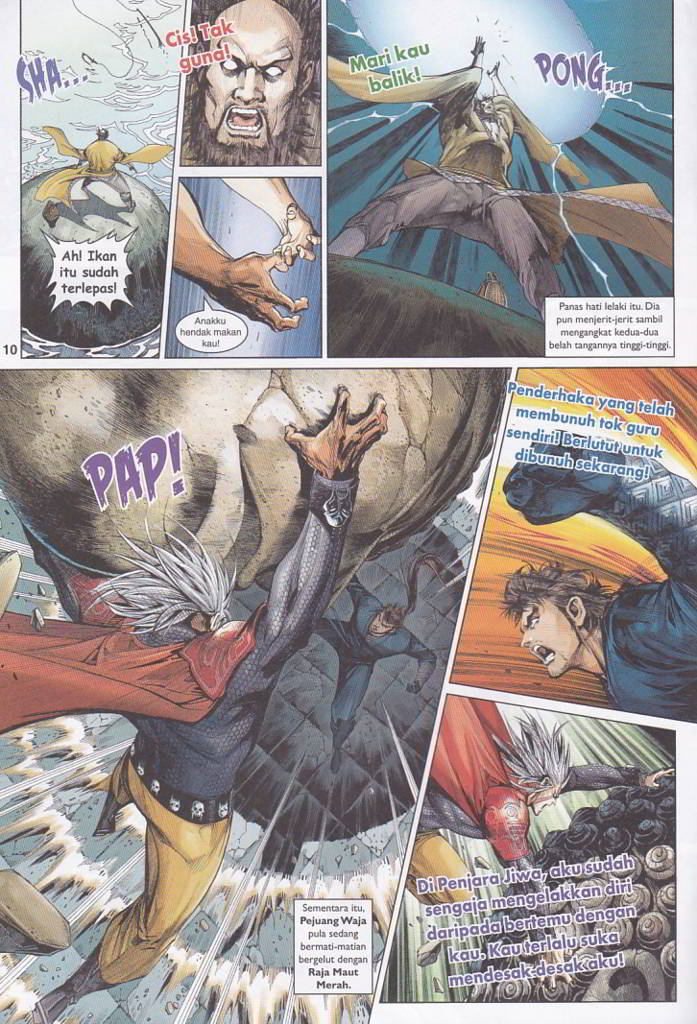 SHA...
Ah! Ikan
itu sudah
terlepas!
Cis! Tak
guna!
Anakku
hendak makan
kau!
Mari kau
balik!
PONG...
Panas hati lelaki itu. Dia
pun menjerit-jerit sambil
mengangkat kedua-dua
belah tangannya tinggi-tinggi.
10
PAP!
Sementara itu,
Pejuang Waja
pula sedang
bermati-matian
bergelut dengan
Raja Maut
Merah.
Penderhaka yang telah
membunuh tok guru
sendiri! Berlutut untuk
dibunuh sekarang!
Di Penjara Jiwa, aku sudah
sengaja mengelakkan diri
daripada bertemu dengan
kau. Kau terlalu suka
mendesak-desak aku!